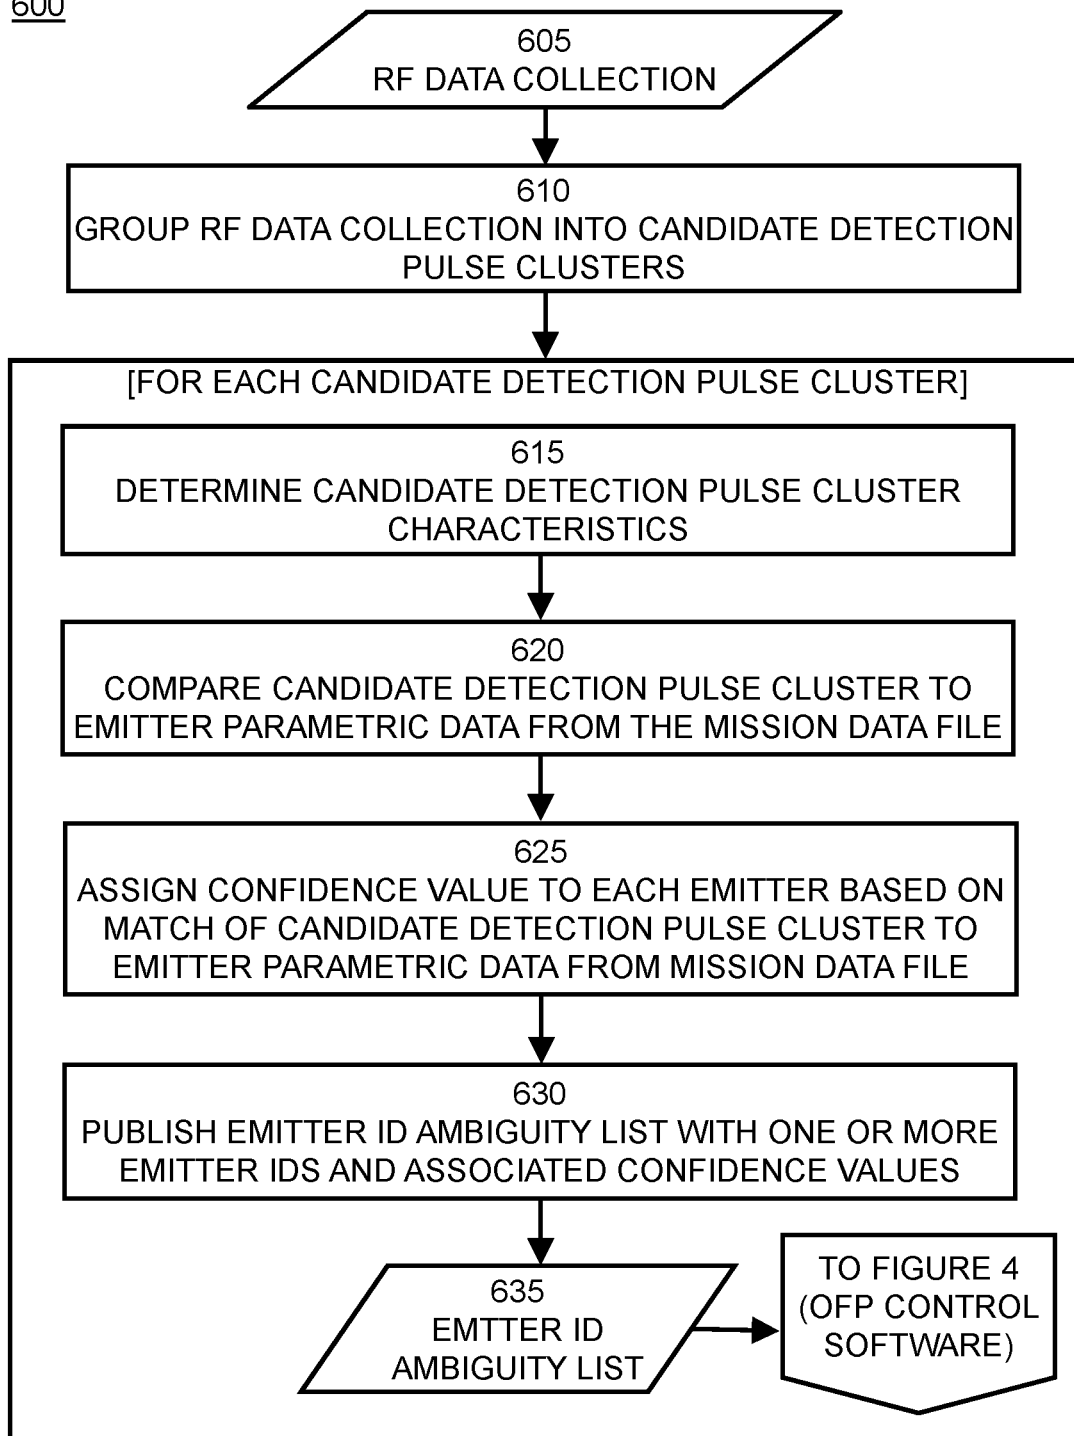 600
605
RF DATA COLLECTION
610
GROUP RF DATA COLLECTION INTO CANDIDATE DETECTION
PULSE CLUSTERS
[FOR EACH CANDIDATE DETECTION PULSE CLUSTER]
615
DETERMINE CANDIDATE DETECTION PULSE CLUSTER
CHARACTERISTICS
620
COMPARE CANDIDATE DETECTION PULSE CLUSTER TO
EMITTER PARAMETRIC DATA FROM THE MISSION DATA FILE
625
ASSIGN CONFIDENCE VALUE TO EACH EMITTER BASED ON
MATCH OF CANDIDATE DETECTION PULSE CLUSTER TO
EMITTER PARAMETRIC DATA FROM MISSION DATA FILE
630
PUBLISH EMITTER ID AMBIGUITY LIST WITH ONE OR MORE
EMITTER IDS AND ASSOCIATED CONFIDENCE VALUES
635
EMTTER ID
AMBIGUITY LIST
TO FIGURE 4
(OFP CONTROL
SOFTWARE)